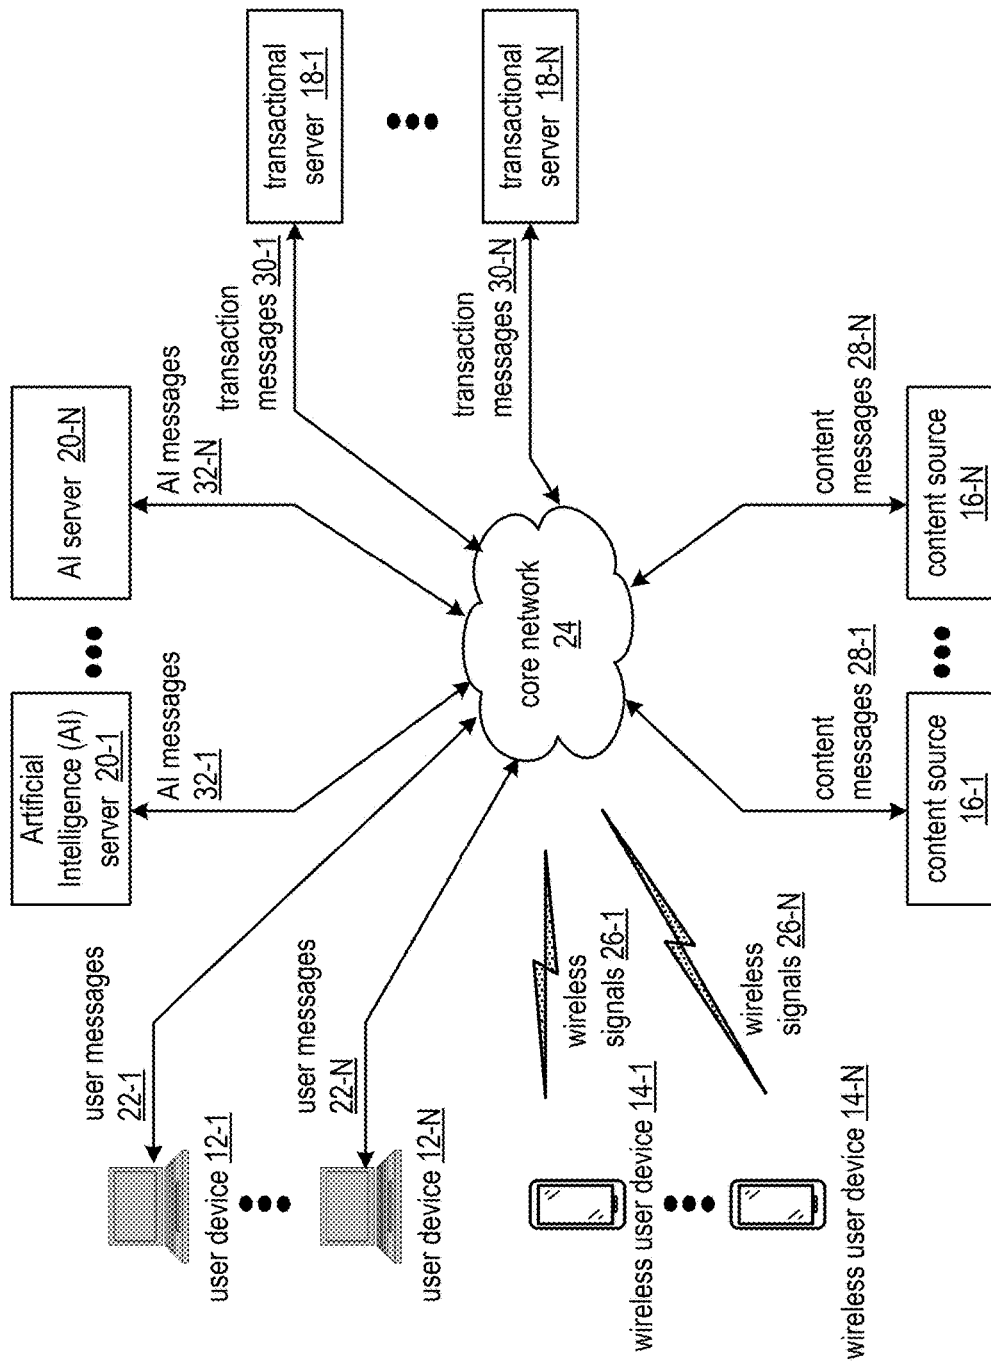 Artificial
Intelligence (AI)
server 20-1
AI server 20-N
AI messages
32-1
AI messages
32-N
user messages
22-1
user device 12-1
user messages
22-N
user device 12-N
transaction
messages 30-1
transactional
server 18-1
transaction
messages 30-N
transactional
server 18-N
core network
24
wireless
signals 26-1
wireless user device 14-1
wireless
signals 26-N
wireless user device 14-N
content
messages 28-1
content source
16-1
content
messages 28-N
content source
16-N